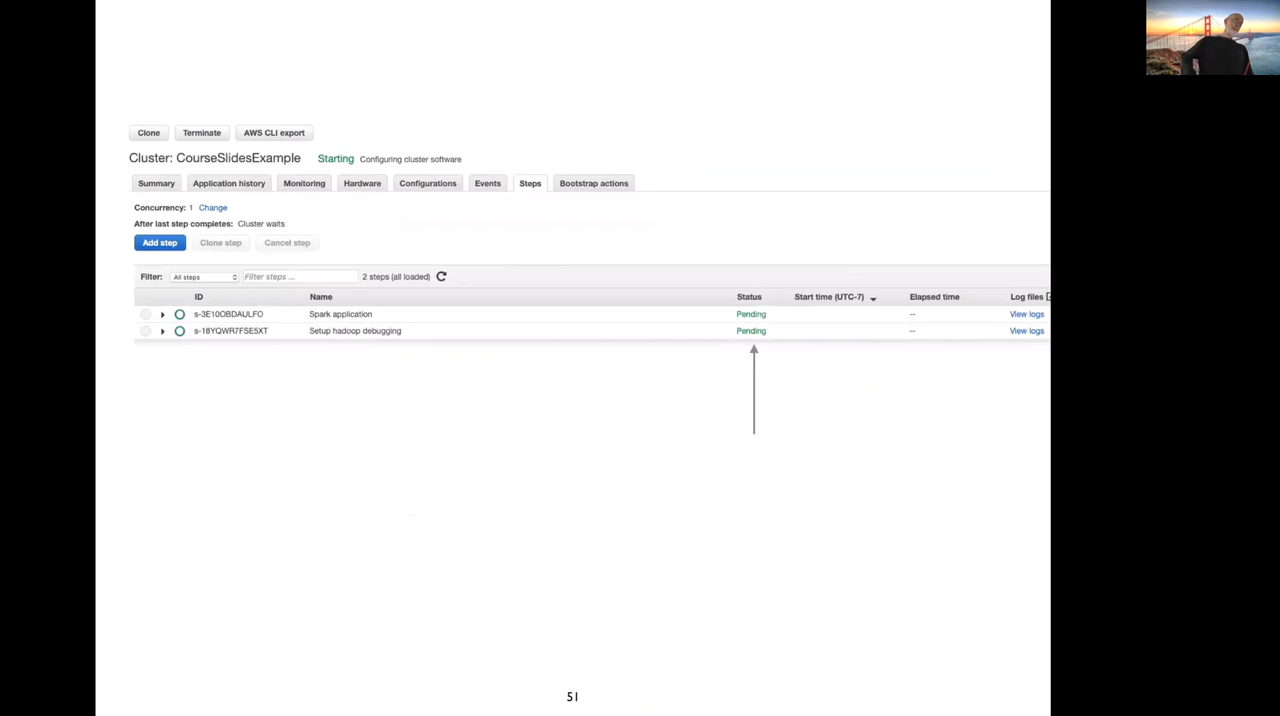 Clone Terminate AWS CLI export
Cluster: CourseSlidesExample Starting Configuring cluster software
Summary Application history Monitoring Hardware Configurations Events Steps Bootstrap actions
Concurrency: 1 Change
After last step completes: Cluster waits
Add step Clone step Cancel step
Filter: All steps Filter steps ... 2 steps (all loaded)
ID Name Status Start time (UTC-7) Elapsed time Log files
s-3E10OBDAULFO Spark application Pending -- View logs
s-18YQWR7FSE5XT Setup hadoop debugging Pending -- View logs
51